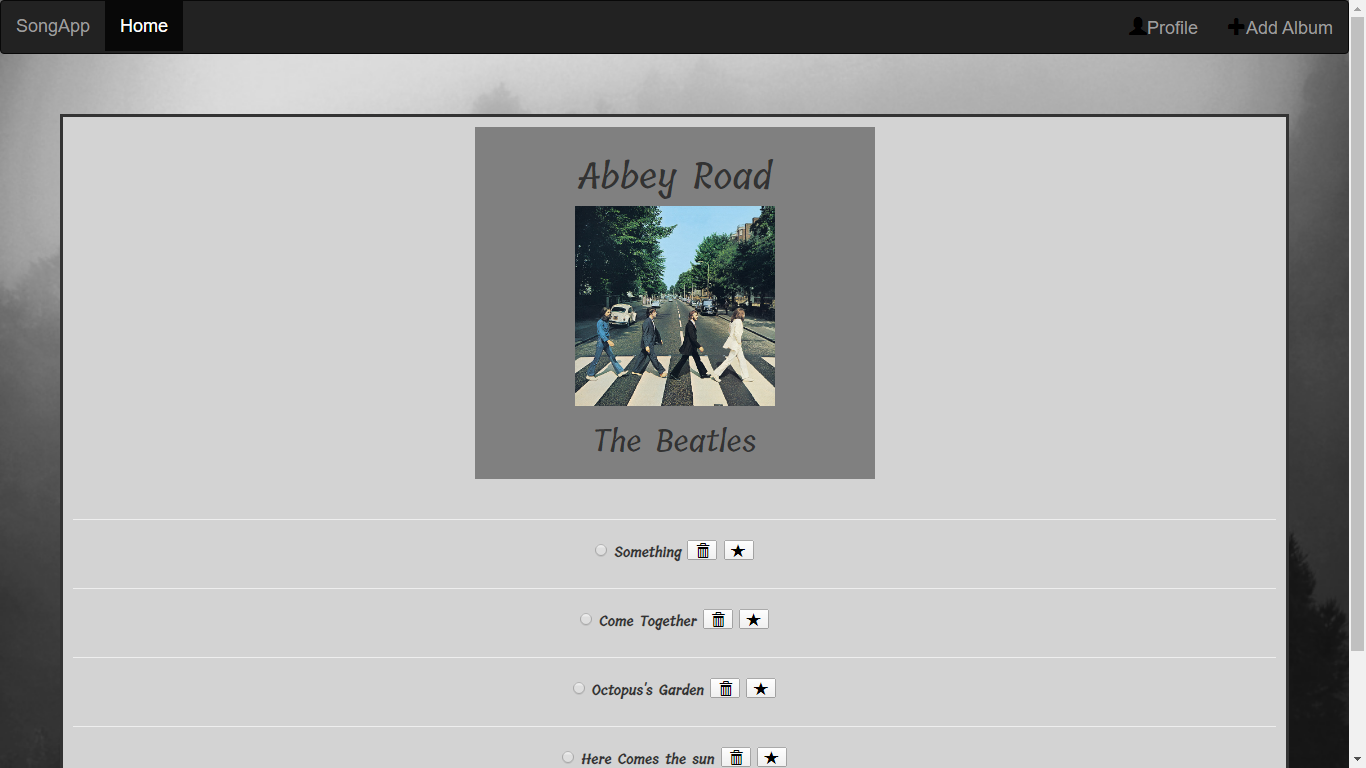 SongApp Home Profile Add Album
Abbey Road
The Beatles
Something
Come Together
Octopus's Garden
Here Comes the sun